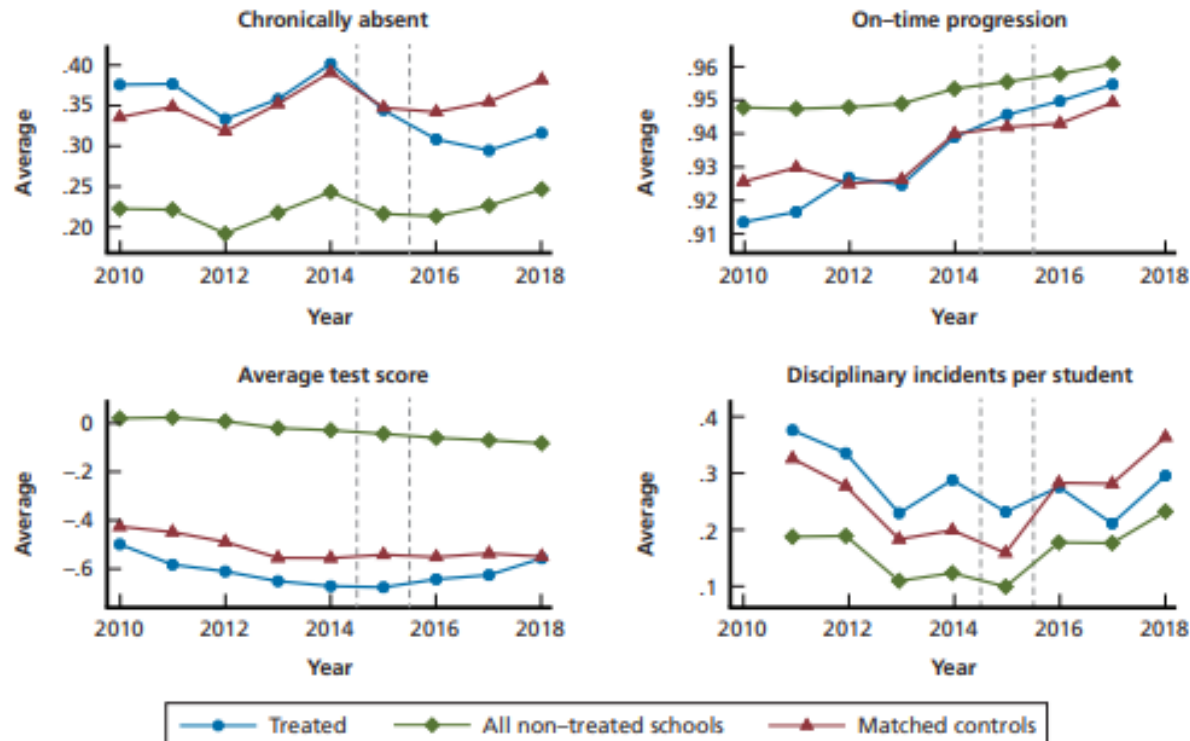 Chronically absent
.40
.35
.30
.25
.20
Average
2010 2012 2014 2016 2018
Year
On–time progression
.96
.95
.94
.93
.92
.91
Average
2010 2012 2014 2016 2018
Year
Average test score
0
–.2
–.4
–.6
Average
2010 2012 2014 2016 2018
Year
Disciplinary incidents per student
.4
.3
.2
.1
Average
2010 2012 2014 2016 2018
Year
Treated All non–treated schools Matched controls